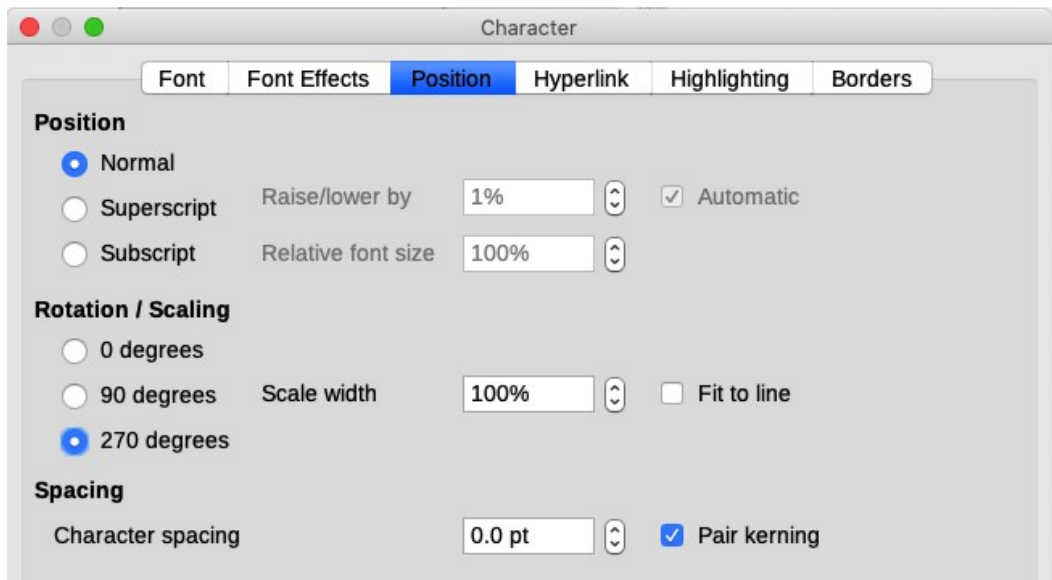 Character
Font Font Effects Position Hyperlink Highlighting Borders
Position
Normal
Superscript Raise/lower by 1% Automatic
Subscript Relative font size 100%
Rotation / Scaling
0 degrees
90 degrees Scale width 100% Fit to line
270 degrees
Spacing
Character spacing 0.0 pt Pair kerning